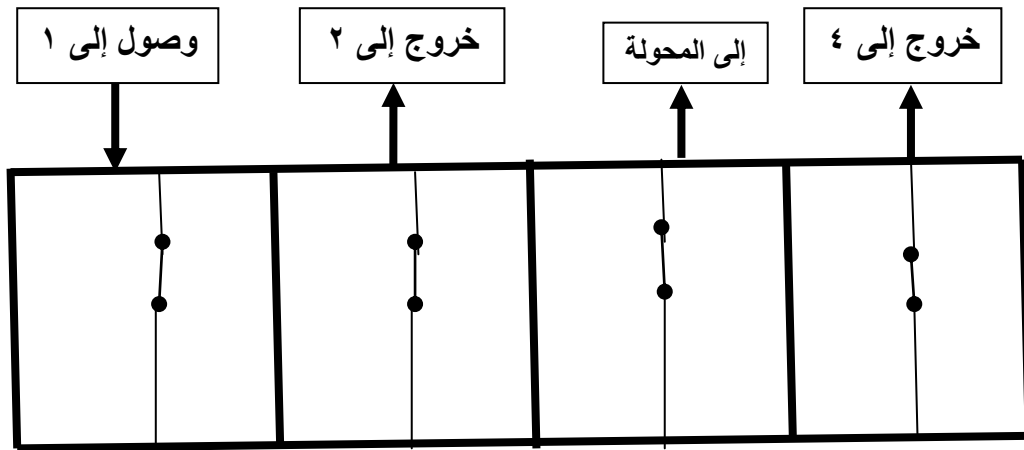 وصول إلى ١
خروج إلى ٢
إلى المحولة
خروج إلى ٤